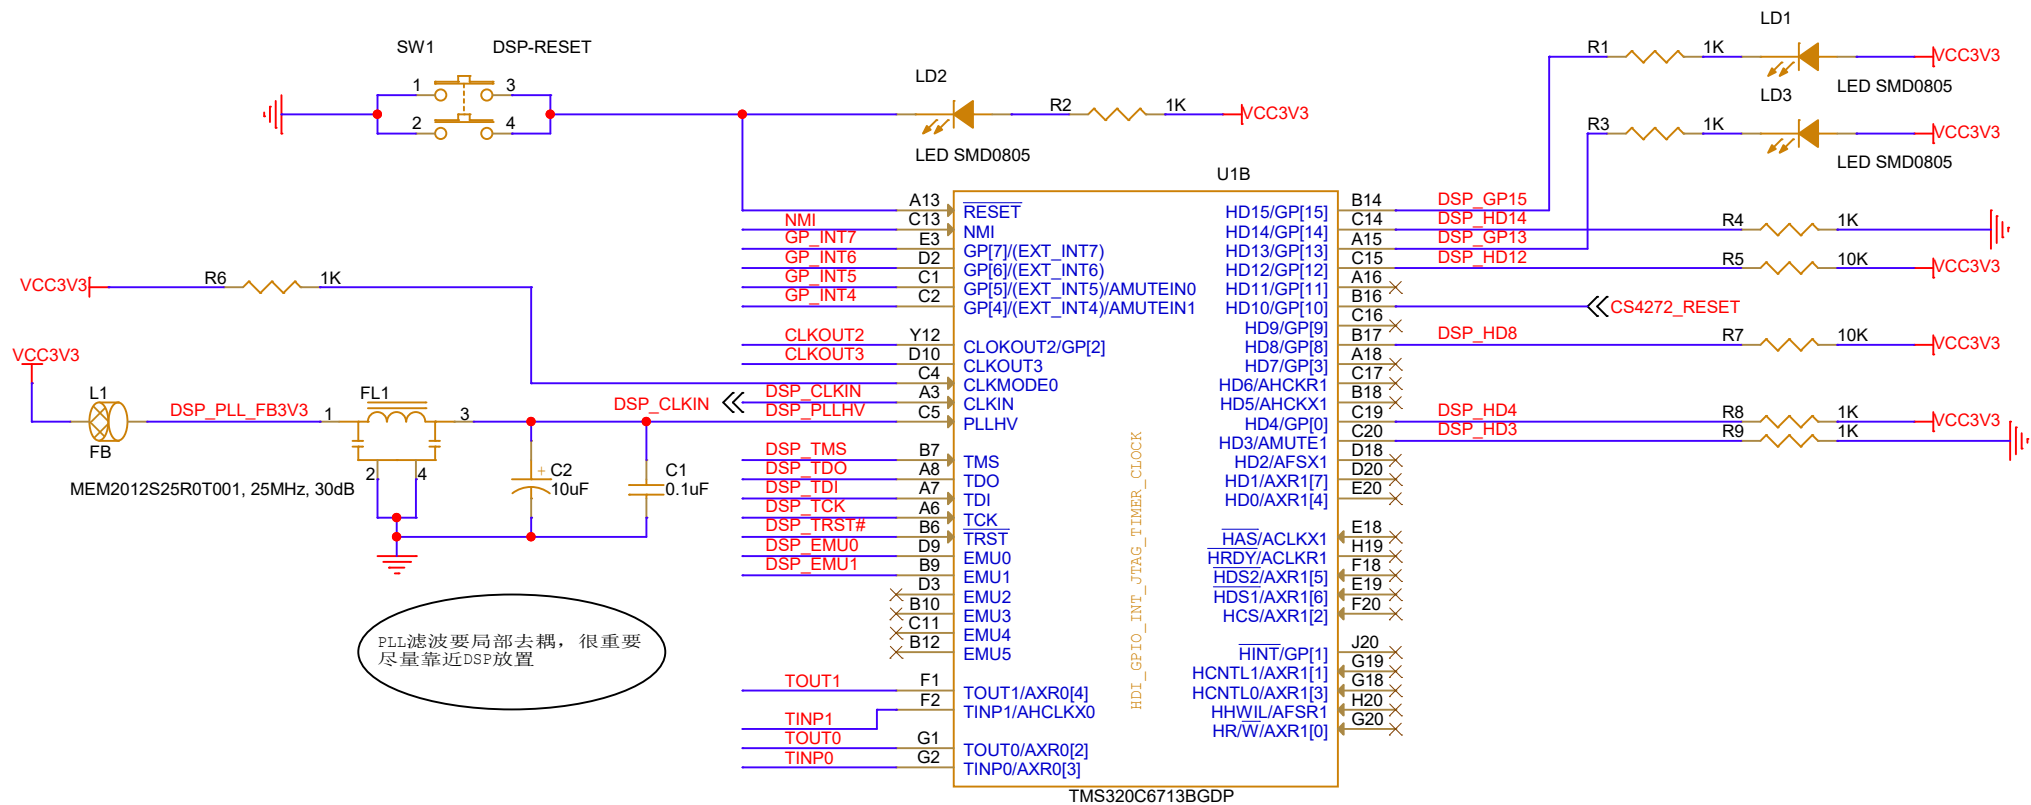 SW1 DSP-RESET
1 3
2 4
LD2
R2 1K VCC3V3
LED SMD0805
LD1
R1 1K VCC3V3
LED SMD0805
LD3
R3 1K VCC3V3
LED SMD0805
U1B
A13 RESET
NMI C13 NMI
GP_INT7 E3 GP[7]/(EXT_INT7)
GP_INT6 D2 GP[6]/(EXT_INT6)
GP_INT5 C1 GP[5]/(EXT_INT5)/AMUTEIN0
GP_INT4 C2 GP[4]/(EXT_INT4)/AMUTEIN1
CLKOUT2 Y12 CLOKOUT2/GP[2]
CLKOUT3 D10 CLKOUT3
VCC3V3 R6 1K C4 CLKMODE0
DSP_CLKIN DSP_CLKIN A3 CLKIN
DSP_PLLHV C5 PLLHV
VCC3V3
L1
FB
DSP_PLL_FB3V3
FL1
1 3
2 4
MEM2012S25R0T001, 25MHz, 30dB
+ C2
10uF
C1
0.1uF
DSP_TMS B7 TMS
DSP_TDO A8 TDO
DSP_TDI A7 TDI
DSP_TCK A6 TCK
DSP_TRST# B6 TRST
DSP_EMU0 D9 EMU0
DSP_EMU1 B9 EMU1
D3 EMU2
B10 EMU3
C11 EMU4
B12 EMU5
PLL滤波要局部去耦，很重要
尽量靠近DSP放置
TOUT1 F1 TOUT1/AXR0[4]
TINP1 F2 TINP1/AHCLKX0
TOUT0 G1 TOUT0/AXR0[2]
TINP0 G2 TINP0/AXR0[3]
HDI_GPIO_INT_JTAG_TIMER_CLOCK
HD15/GP[15] B14 DSP_GP15
HD14/GP[14] C14 DSP_HD14 R4 1K
HD13/GP[13] A15 DSP_GP13
HD12/GP[12] C15 DSP_HD12 R5 10K VCC3V3
HD11/GP[11] A16
HD10/GP[10] B16 CS4272_RESET
HD9/GP[9] C16
HD8/GP[8] B17 DSP_HD8 R7 10K VCC3V3
HD7/GP[3] A18
HD6/AHCKR1 C17
HD5/AHCKX1 B18
HD4/GP[0] C19 DSP_HD4 R8 1K VCC3V3
HD3/AMUTE1 C20 DSP_HD3 R9 1K
HD2/AFSX1 D18
HD1/AXR1[7] D20
HD0/AXR1[4] E20
HAS/ACLKX1 E18
HRDY/ACLKR1 H19
HDS2/AXR1[5] F18
HDS1/AXR1[6] E19
HCS/AXR1[2] F20
HINT/GP[1] J20
HCNTL1/AXR1[1] G19
HCNTL0/AXR1[3] G18
HHWIL/AFSR1 H20
HR/W/AXR1[0] G20
TMS320C6713BGDP